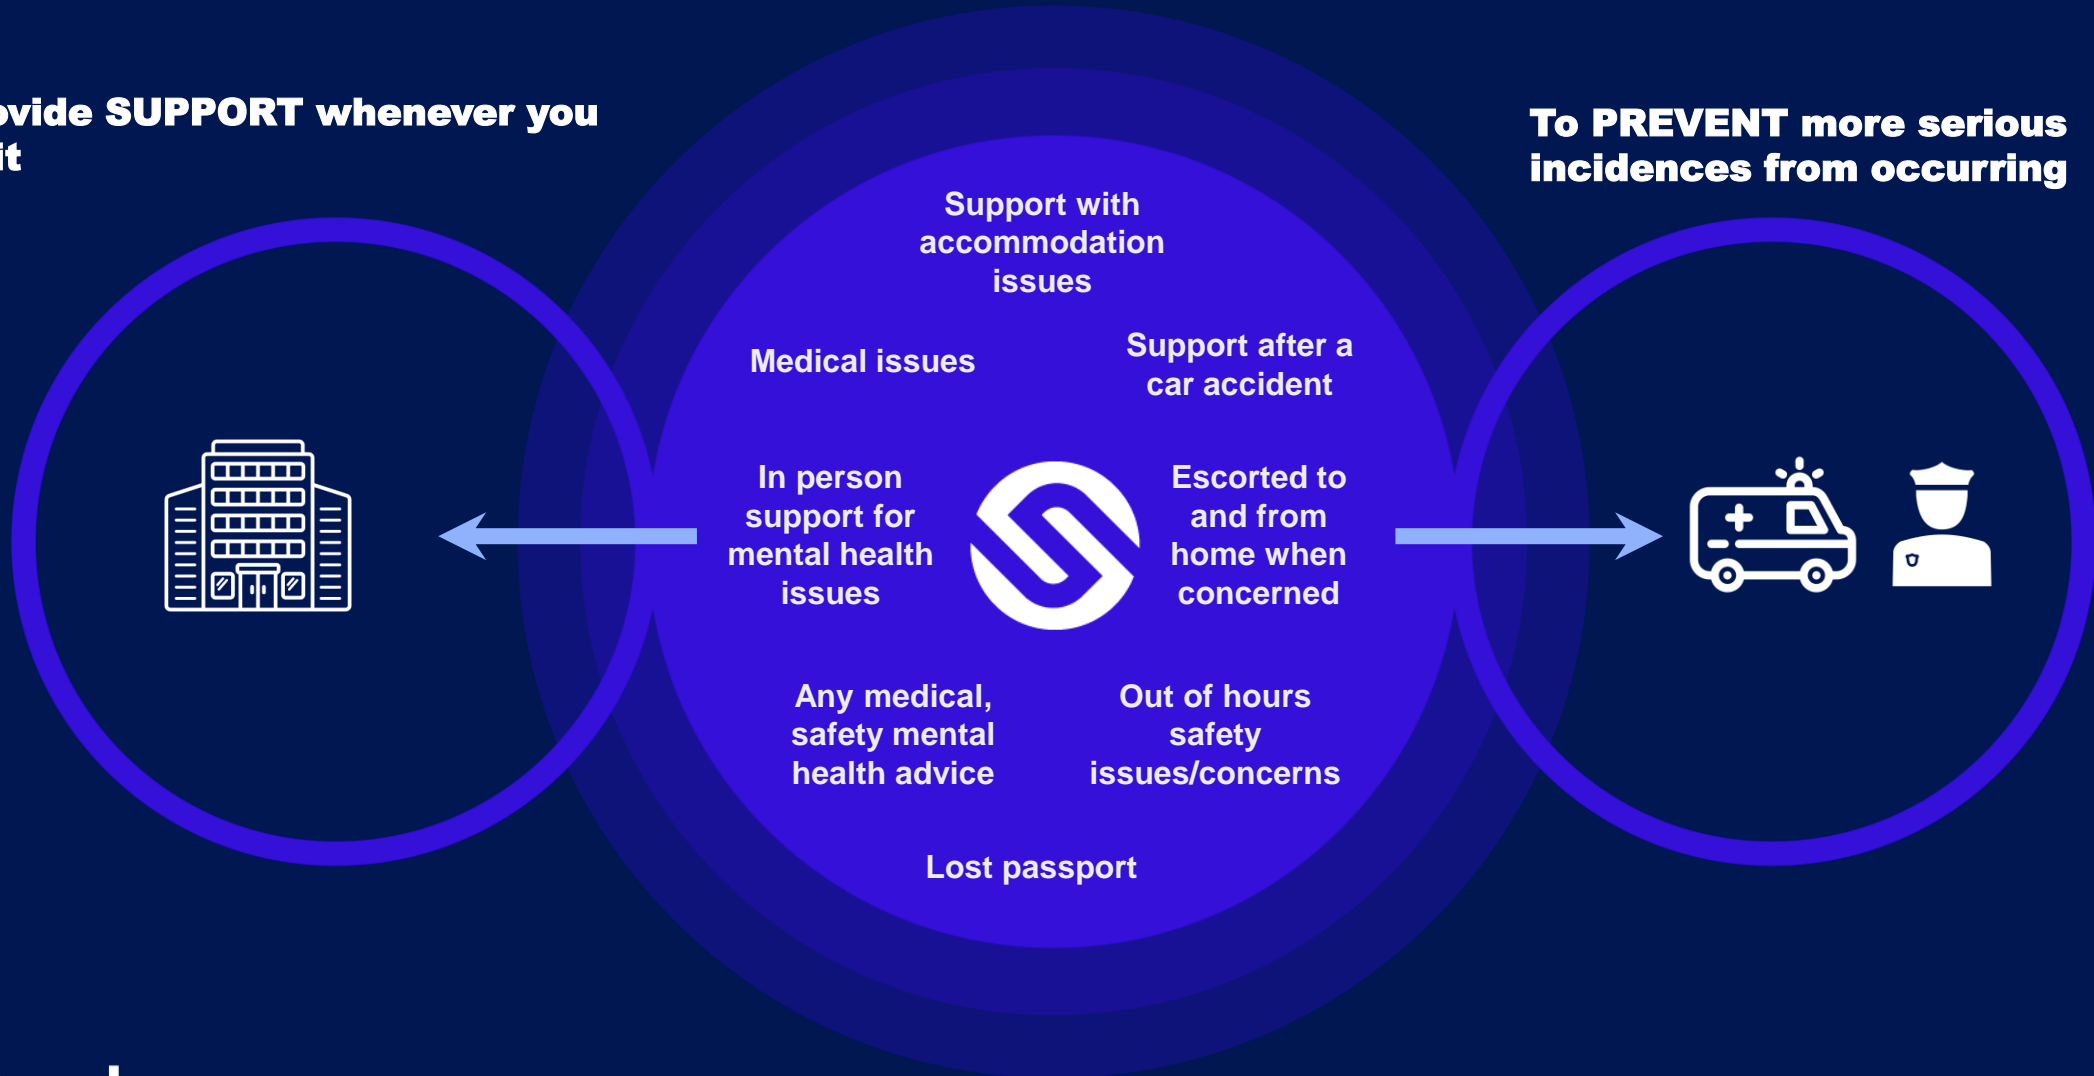 ovide SUPPORT whenever you
it
To PREVENT more serious
incidences from occurring
Support with
accommodation
issues
Medical issues
Support after a
car accident
In person
support for
mental health
issues
Escorted to
and from
home when
concerned
Any medical,
safety mental
health advice
Out of hours
safety
issues/concerns
Lost passport